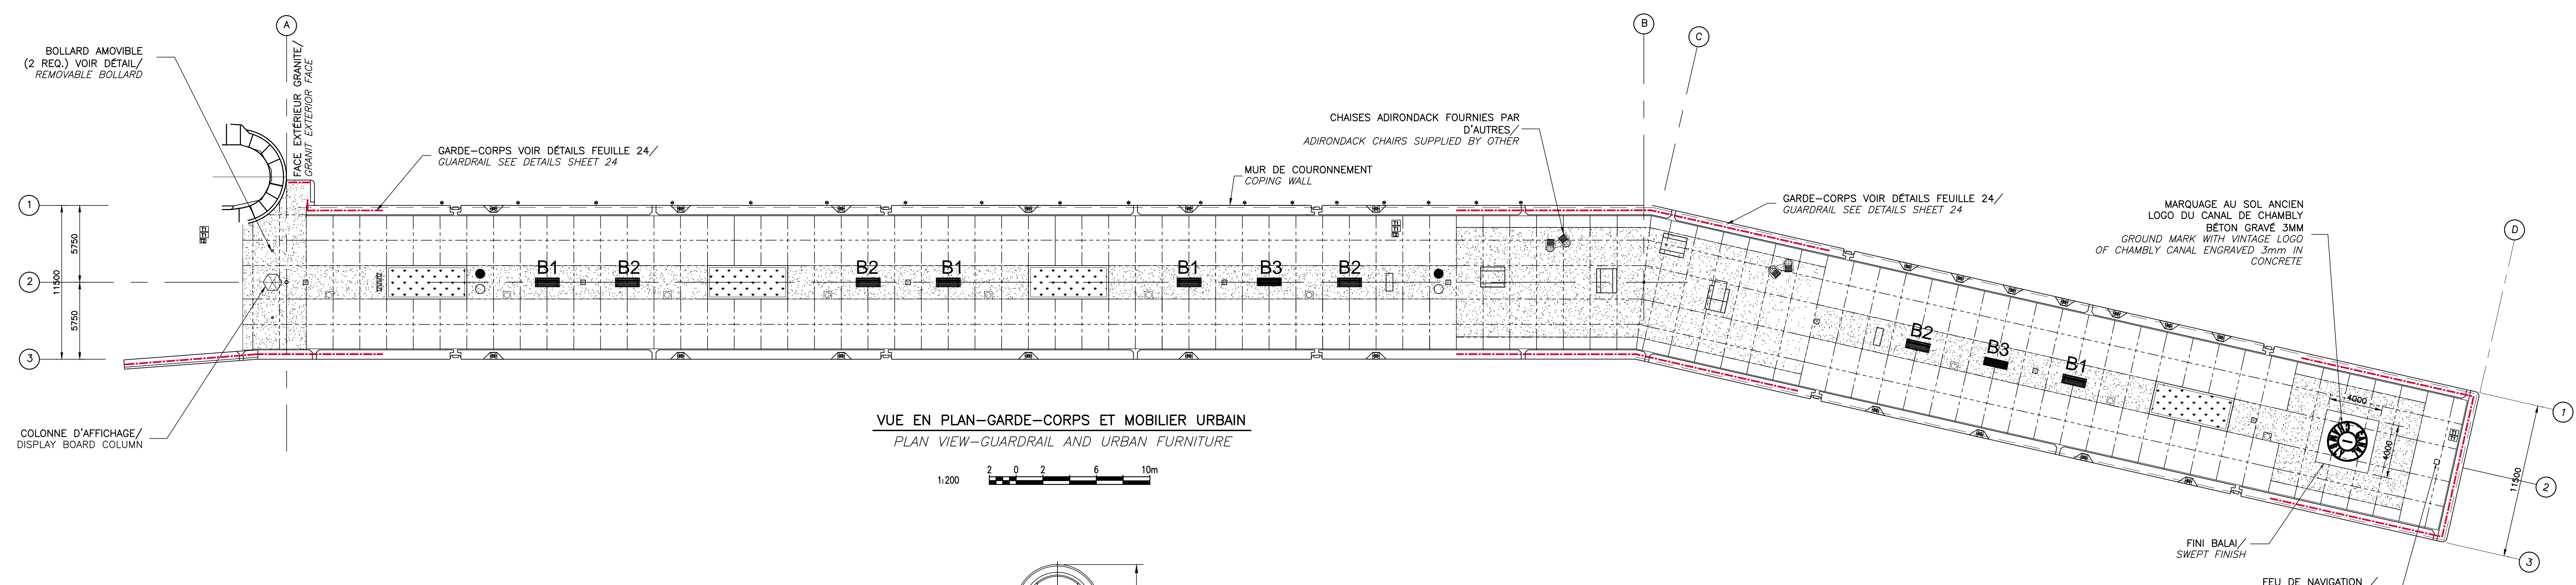 A
B
C
D
BOLLARD AMOVIBLE
(2 REQ.) VOIR DÉTAIL/
REMOVABLE BOLLARD
FACE EXTÉRIEUR GRANITE/
GRANIT EXTERIOR FACE
GARDE-CORPS VOIR DÉTAILS FEUILLE 24/
GUARDRAIL SEE DETAILS SHEET 24
CHAISES ADIRONDACK FOURNIES PAR
D'AUTRES/
ADIRONDACK CHAIRS SUPPLIED BY OTHER
MUR DE COURONNEMENT
COPING WALL
GARDE-CORPS VOIR DÉTAILS FEUILLE 24/
GUARDRAIL SEE DETAILS SHEET 24
MARQUAGE AU SOL ANCIEN
LOGO DU CANAL DE CHAMBLY
BÉTON GRAVÉ 3MM
GROUND MARK WITH VINTAGE LOGO
OF CHAMBLY CANAL ENGRAVED 3mm IN
CONCRETE
1
2
3
5750
5750
11500
B1
B2
B2
B1
B1
B3
B2
B2
B3
B1
4000
4000
CANAL
CHAMBLY
11500
1
2
3
COLONNE D'AFFICHAGE/
DISPLAY BOARD COLUMN
VUE EN PLAN-GARDE-CORPS ET MOBILIER URBAIN
PLAN VIEW-GUARDRAIL AND URBAN FURNITURE
1:200
2 0 2 6 10m
FINI BALAI/
SWEPT FINISH
FEU DE NAVIGATION /